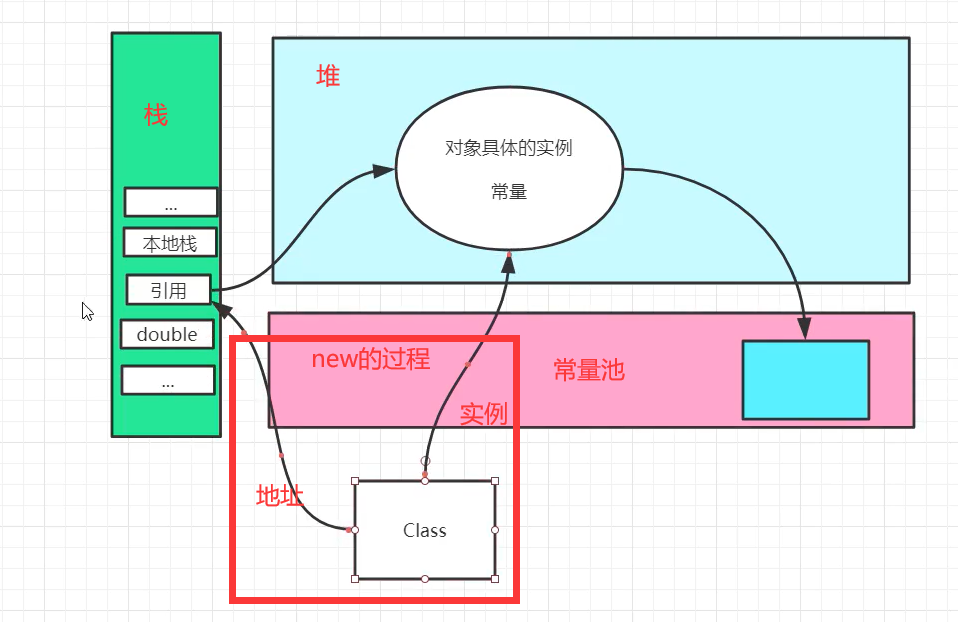 栈
...
本地栈
引用
double
...
堆
对象具体的实例
常量
new的过程
常量池
实例
地址
Class